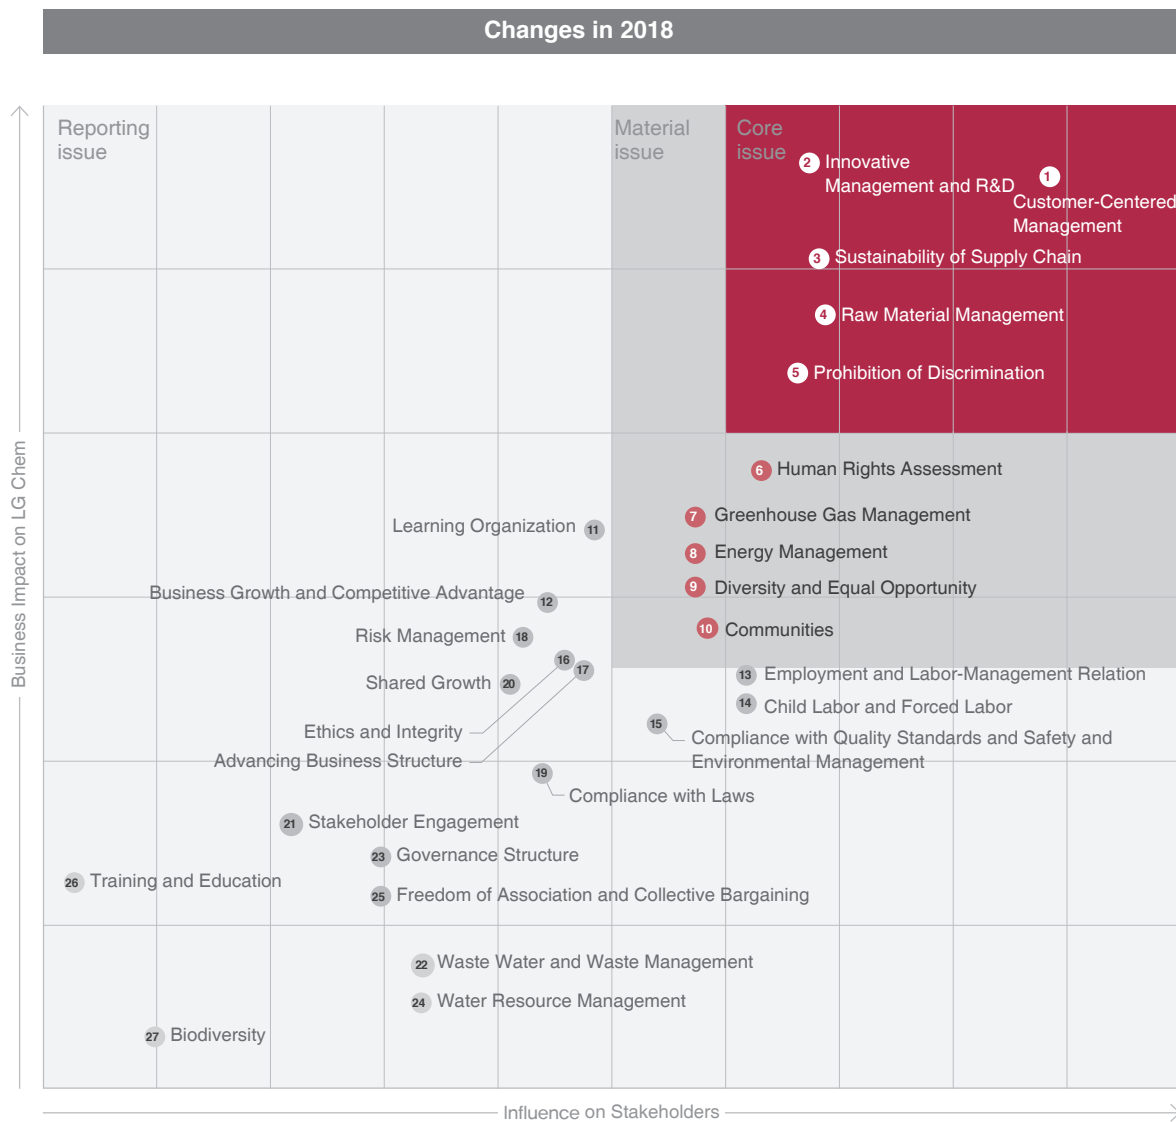 Changes in 2018
Reporting
issue
Material
issue
Core
issue
2 Innovative
Management and R&D
1
Customer-Centered
Management
3 Sustainability of Supply Chain
4 Raw Material Management
5 Prohibition of Discrimination
6 Human Rights Assessment
7 Greenhouse Gas Management
Learning Organization 11
8 Energy Management
9 Diversity and Equal Opportunity
Business Growth and Competitive Advantage 12
10 Communities
Risk Management 18
16
17
13 Employment and Labor-Management Relation
Shared Growth 20
14 Child Labor and Forced Labor
15
Ethics and Integrity
Compliance with Quality Standards and Safety and
Environmental Management
Advancing Business Structure
19
Compliance with Laws
21 Stakeholder Engagement
23 Governance Structure
26 Training and Education
25 Freedom of Association and Collective Bargaining
22 Waste Water and Waste Management
24 Water Resource Management
27 Biodiversity
Business Impact on LG Chem
Influence on Stakeholders